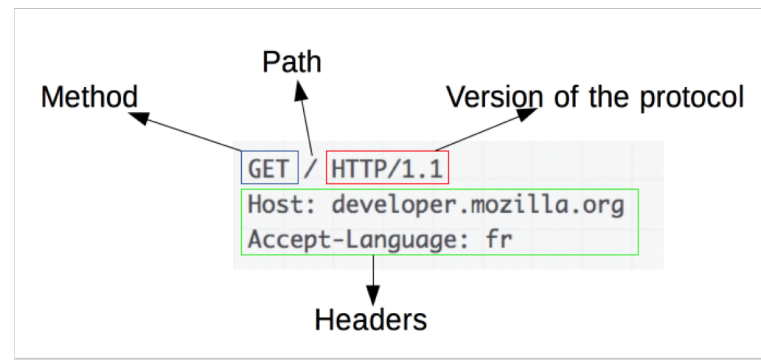 Path
Method
Version of the protocol
GET / HTTP/1.1
Host: developer.mozilla.org
Accept-Language: fr
Headers